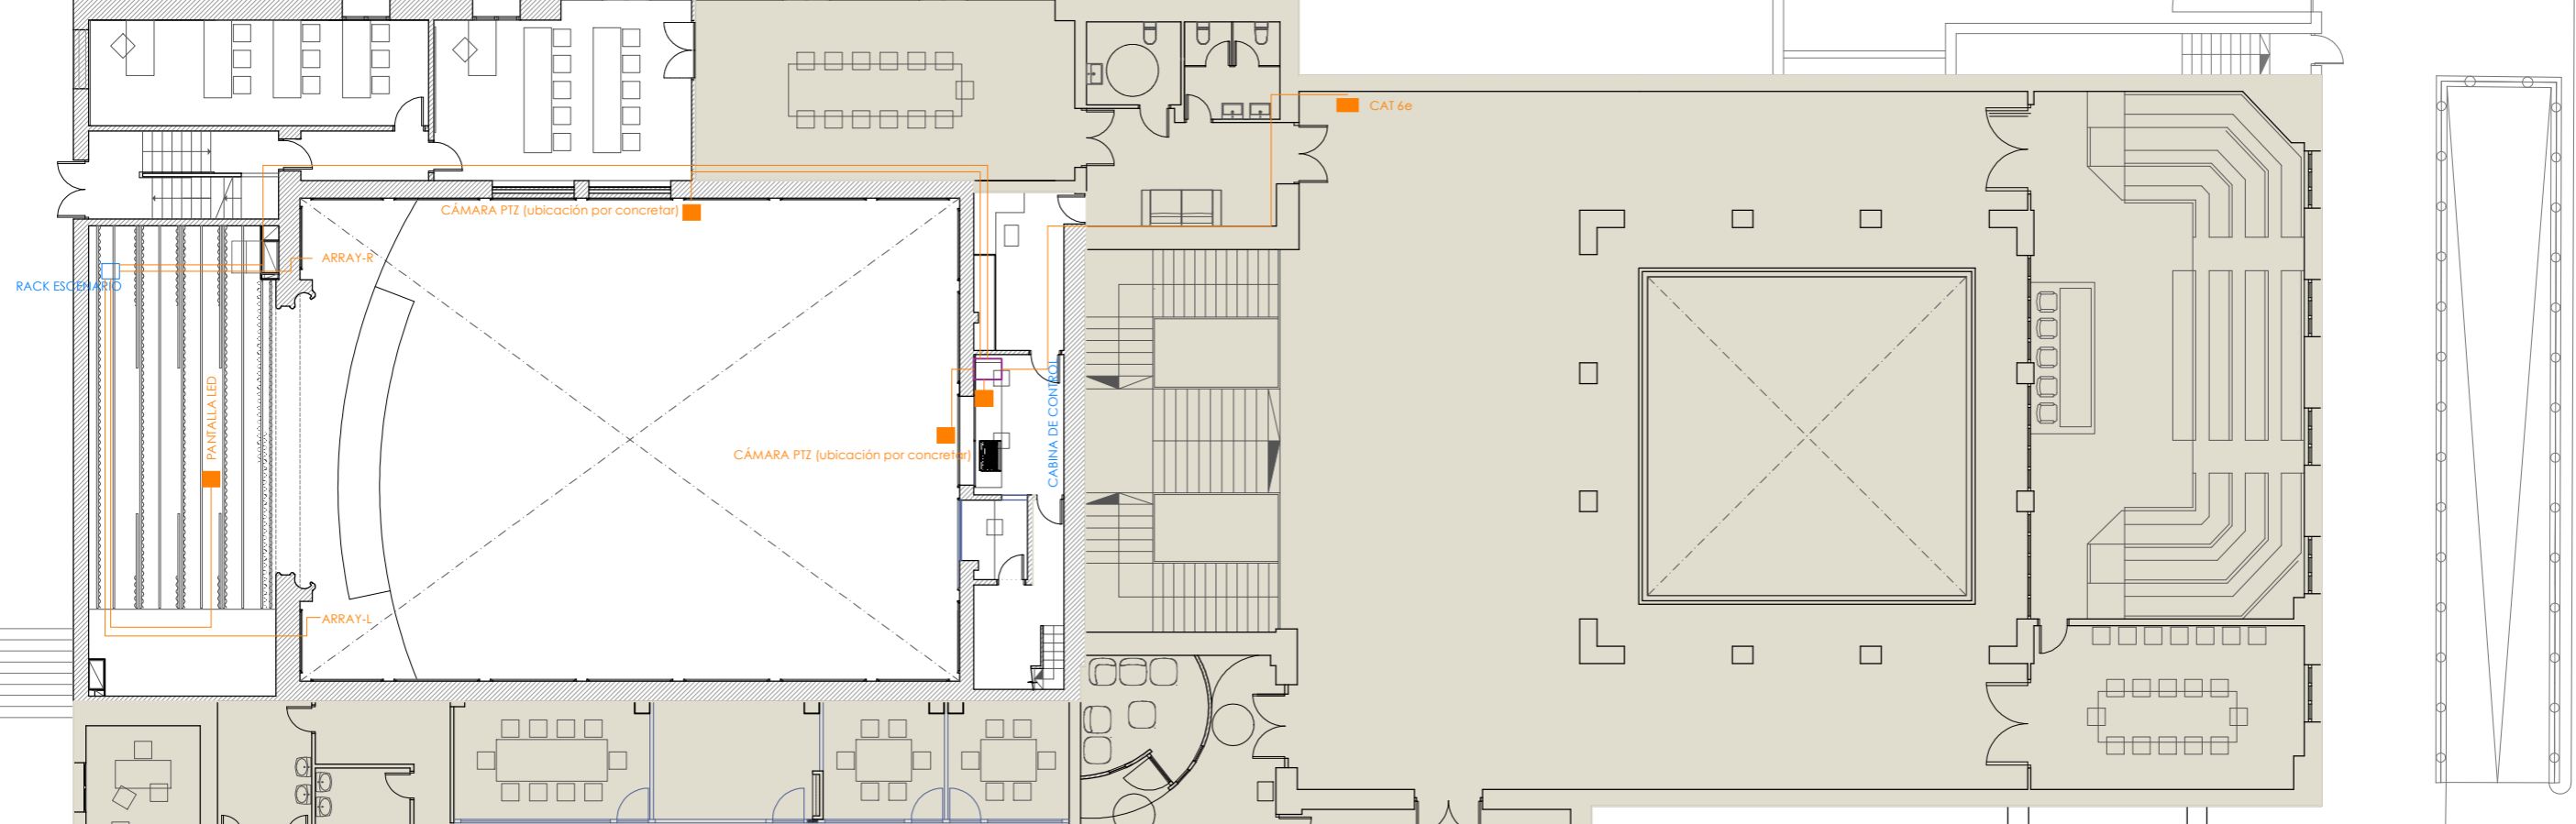 CAT 6e
CÁMARA PTZ (ubicación por concretar)
ARRAY-R
RACK ESCENARIO
PANTALLA LED
CABINA DE CONTROL
CÁMARA PTZ (ubicación por concretar)
ARRAY-L